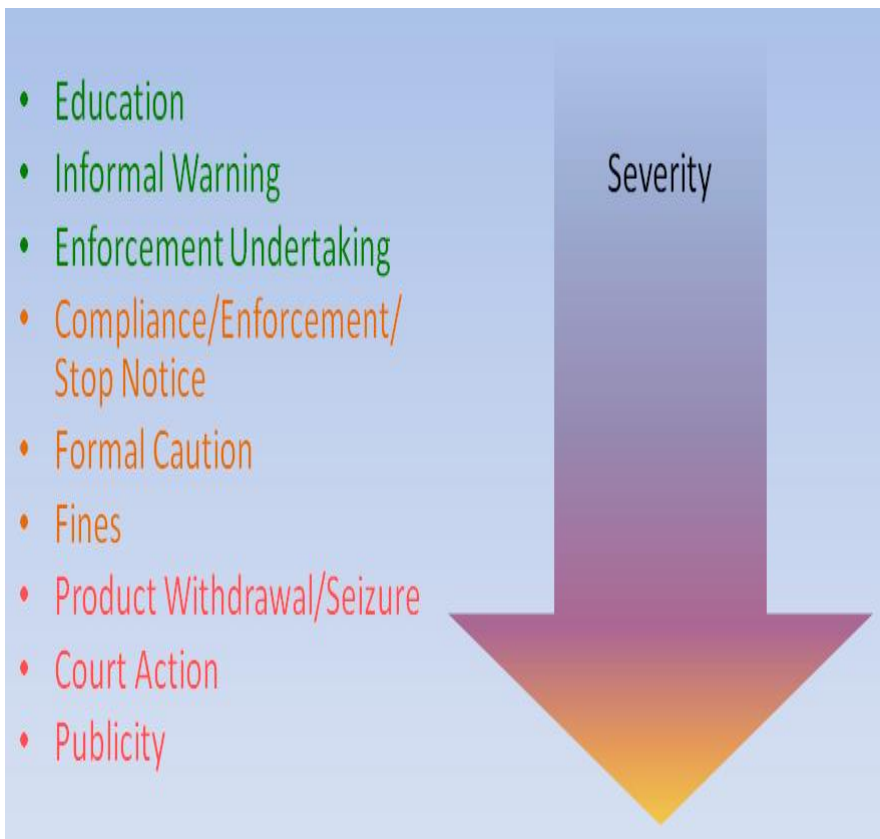 • Education
• Informal Warning
• Enforcement Undertaking
• Compliance/Enforcement/
Stop Notice
• Formal Caution
• Fines
• Product Withdrawal/Seizure
• Court Action
• Publicity
Severity